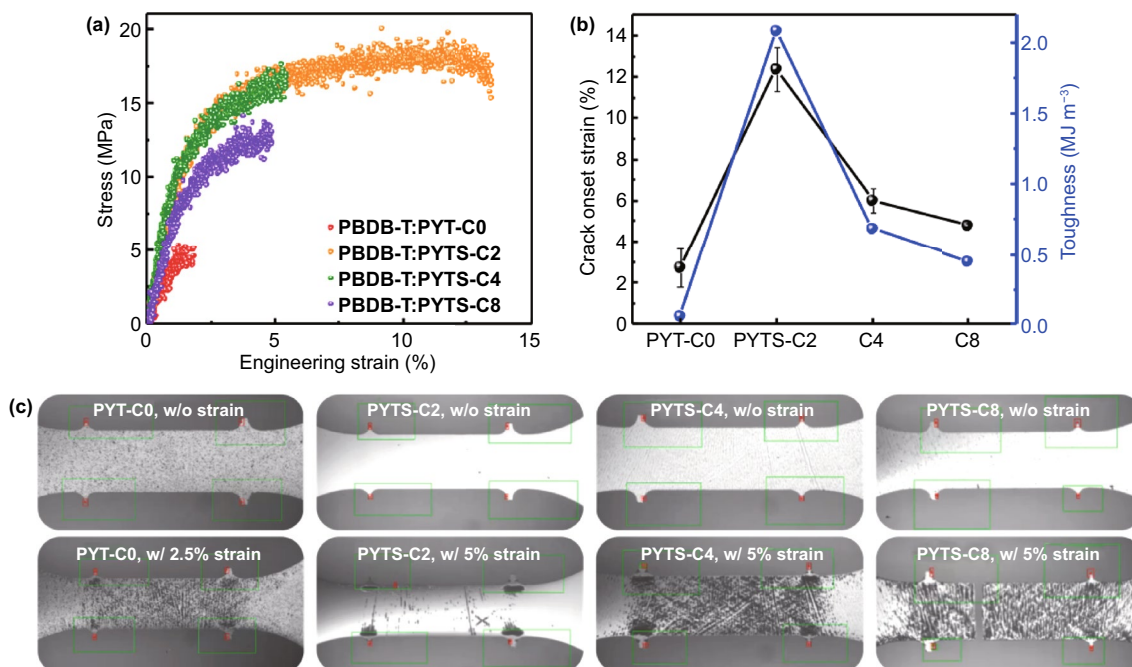 (a)
20
15
10
5
0
Stress (MPa)
PBDB-T:PYT-C0
PBDB-T:PYTS-C2
PBDB-T:PYTS-C4
PBDB-T:PYTS-C8
0 5 10 15
Engineering strain (%)
(b)
14
12
10
8
6
4
2
0
Crack onset strain (%)
2.0
1.5
1.0
0.5
0.0
Toughness (MJ m⁻³)
PYT-C0 PYTS-C2 C4 C8
(c)
PYT-C0, w/o strain
PYTS-C2, w/o strain
PYTS-C4, w/o strain
PYTS-C8, w/o strain
PYT-C0, w/ 2.5% strain
PYTS-C2, w/ 5% strain
PYTS-C4, w/ 5% strain
PYTS-C8, w/ 5%